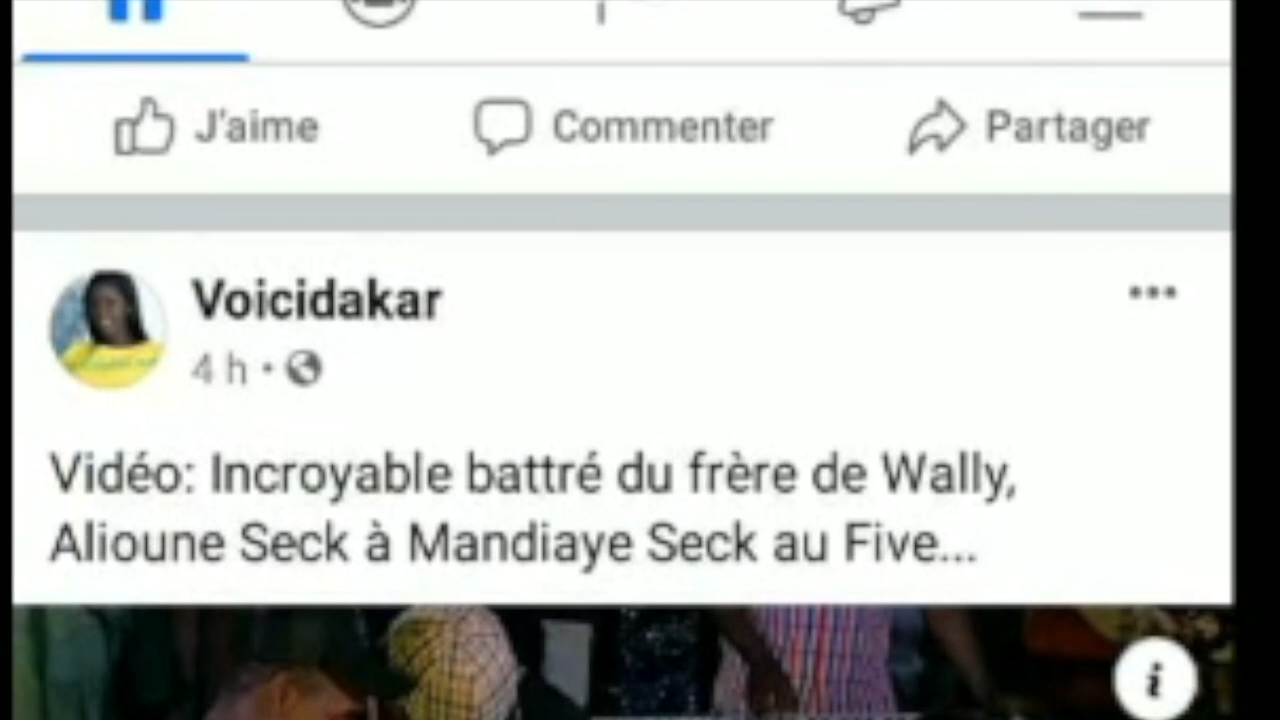 J'aime Commenter Partager
Voicidakar
4 h
Vidéo: Incroyable battré du frère de Wally,
Alioune Seck à Mandiaye Seck au Five...